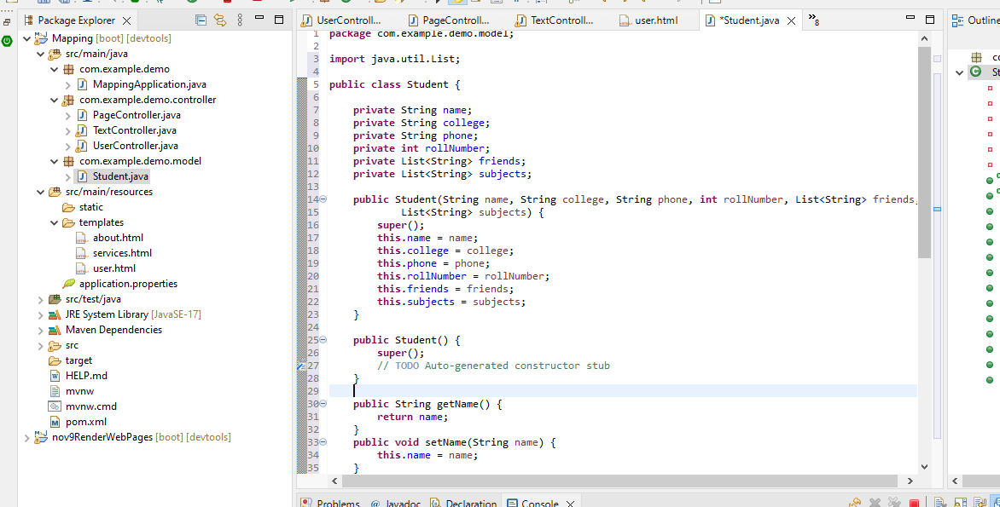 Package Explorer
Mapping [boot] [devtools]
src/main/java
com.example.demo
MappingApplication.java
com.example.demo.controller
PageController.java
TextController.java
UserController.java
com.example.demo.model
Student.java
src/main/resources
static
templates
about.html
services.html
user.html
application.properties
src/test/java
JRE System Library [JavaSE-17]
Maven Dependencies
src
target
HELP.md
mvnw
mvnw.cmd
pom.xml
nov9RenderWebPages [boot] [devtools]
UserControll... PageControll... TextControll... user.html *Student.java »8
1 package com.example.demo.model;
2
3 import java.util.List;
4
5 public class Student {
6
7 private String name;
8 private String college;
9 private String phone;
10 private int rollNumber;
11 private List<String> friends;
12 private List<String> subjects;
13
14 public Student(String name, String college, String phone, int rollNumber, List<String> friends,
15 List<String> subjects) {
16 super();
17 this.name = name;
18 this.college = college;
19 this.phone = phone;
20 this.rollNumber = rollNumber;
21 this.friends = friends;
22 this.subjects = subjects;
23 }
24
25 public Student() {
26 super();
27 // TODO Auto-generated constructor stub
28 }
29
30 public String getName() {
31 return name;
32 }
33 public void setName(String name) {
34 this.name = name;
35 }
Problems @ Javadoc Declaration Console
Outline
St